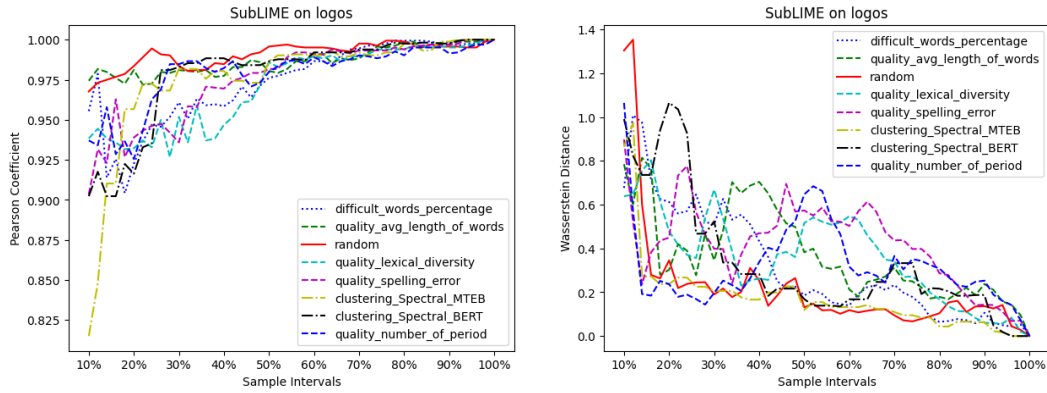 SubLIME on logos
Pearson Coefficient
1.000
0.975
0.950
0.925
0.900
0.875
0.850
0.825
difficult_words_percentage
quality_avg_length_of_words
random
quality_lexical_diversity
quality_spelling_error
clustering_Spectral_MTEB
clustering_Spectral_BERT
quality_number_of_period
10% 20% 30% 40% 50% 60% 70% 80% 90% 100%
Sample Intervals
SubLIME on logos
Wasserstein Distance
1.4
1.2
1.0
0.8
0.6
0.4
0.2
0.0
difficult_words_percentage
quality_avg_length_of_words
random
quality_lexical_diversity
quality_spelling_error
clustering_Spectral_MTEB
clustering_Spectral_BERT
quality_number_of_period
10% 20% 30% 40% 50% 60% 70% 80% 90% 100%
Sample Intervals